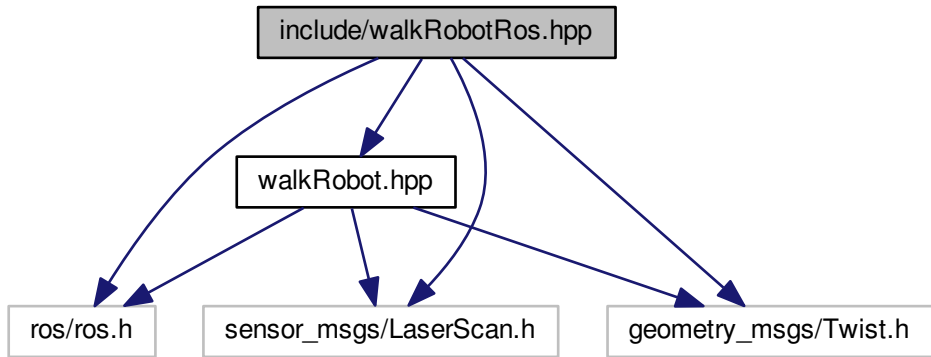 include/walkRobotRos.hpp
walkRobot.hpp
ros/ros.h
sensor_msgs/LaserScan.h
geometry_msgs/Twist.h